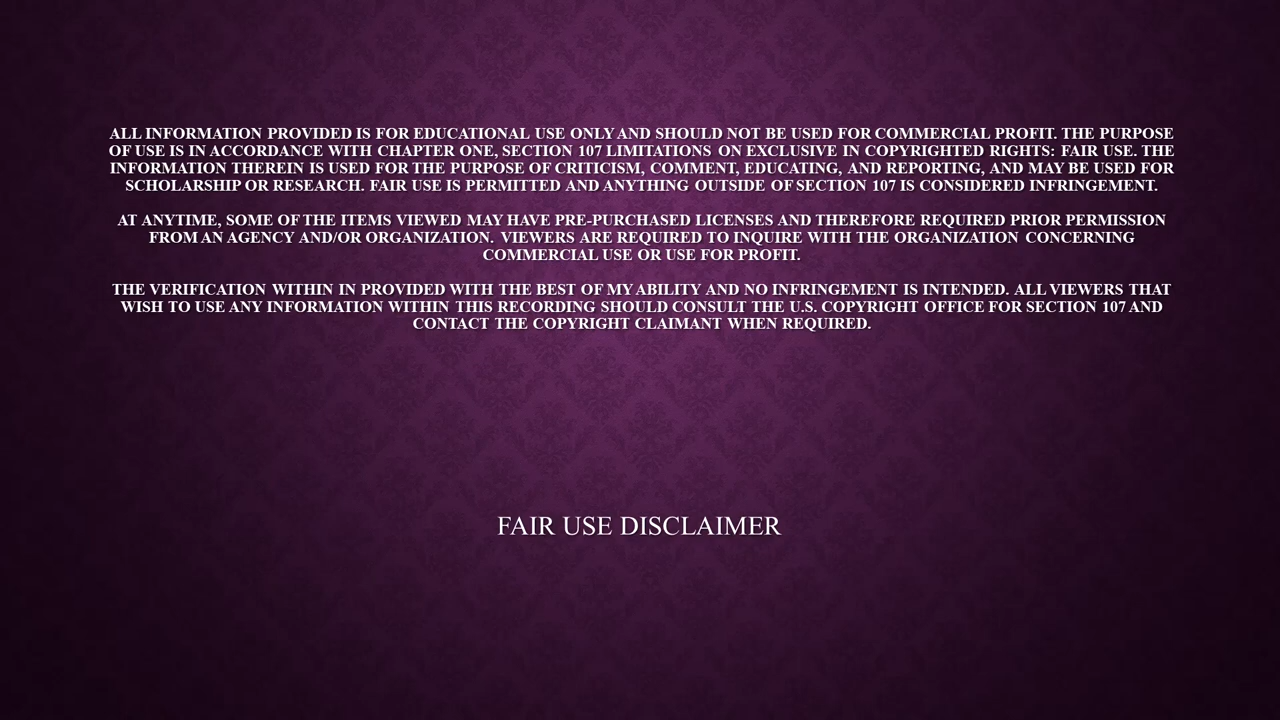 ALL INFORMATION PROVIDED IS FOR EDUCATIONAL USE ONLY AND SHOULD NOT BE USED FOR COMMERCIAL PROFIT. THE PURPOSE
OF USE IS IN ACCORDANCE WITH CHAPTER ONE, SECTION 107 LIMITATIONS ON EXCLUSIVE IN COPYRIGHTED RIGHTS: FAIR USE. THE
INFORMATION THEREIN IS USED FOR THE PURPOSE OF CRITICISM, COMMENT, EDUCATING, AND REPORTING, AND MAY BE USED FOR
SCHOLARSHIP OR RESEARCH. FAIR USE IS PERMITTED AND ANYTHING OUTSIDE OF SECTION 107 IS CONSIDERED INFRINGEMENT.
AT ANYTIME, SOME OF THE ITEMS VIEWED MAY HAVE PRE-PURCHASED LICENSES AND THEREFORE REQUIRED PRIOR PERMISSION
FROM AN AGENCY AND/OR ORGANIZATION. VIEWERS ARE REQUIRED TO INQUIRE WITH THE ORGANIZATION CONCERNING
COMMERCIAL USE OR USE FOR PROFIT.
THE VERIFICATION WITHIN IN PROVIDED WITH THE BEST OF MY ABILITY AND NO INFRINGEMENT IS INTENDED. ALL VIEWERS THAT
WISH TO USE ANY INFORMATION WITHIN THIS RECORDING SHOULD CONSULT THE U.S. COPYRIGHT OFFICE FOR SECTION 107 AND
CONTACT THE COPYRIGHT CLAIMANT WHEN REQUIRED.
FAIR USE DISCLAIMER